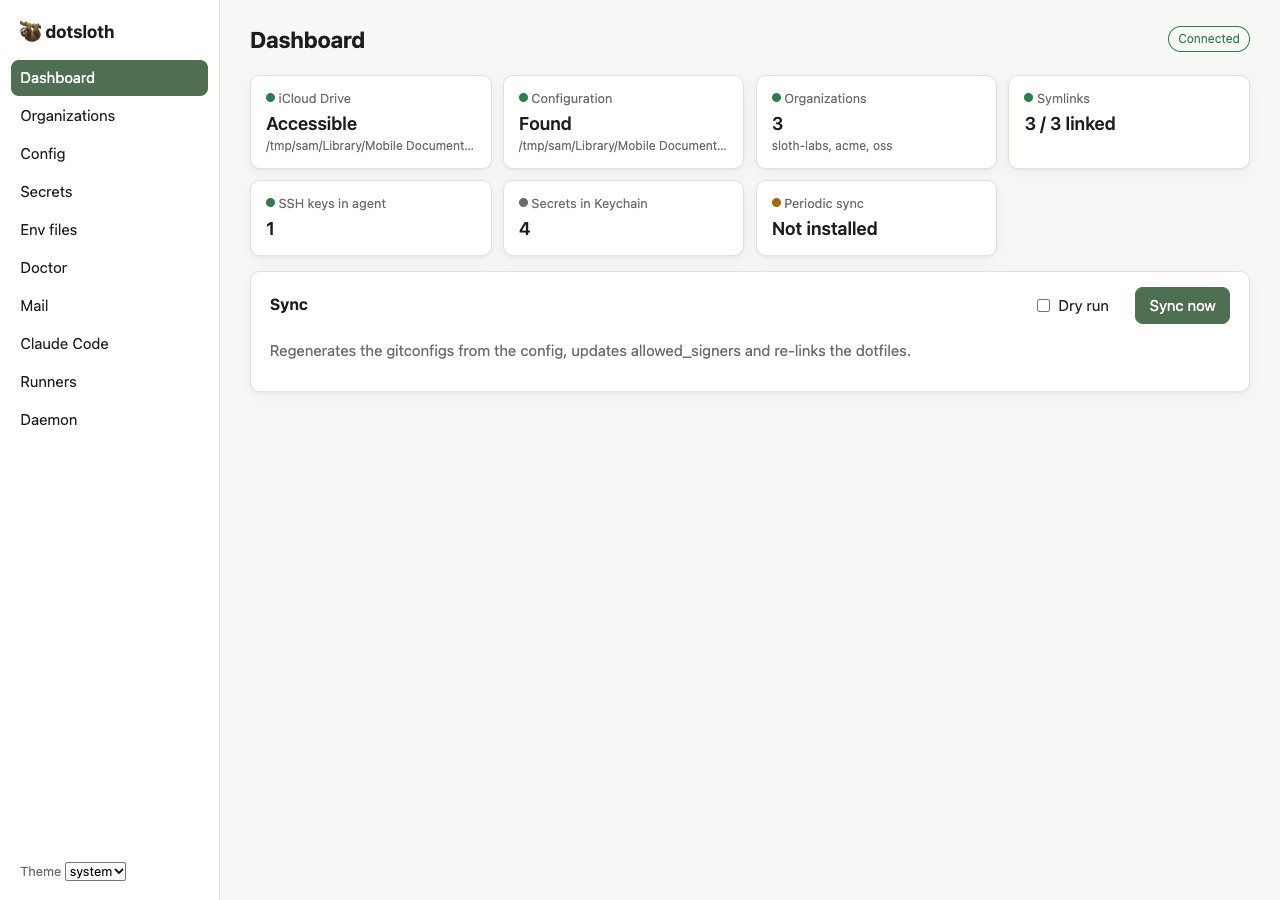 dotsloth
Dashboard
Organizations
Config
Secrets
Env files
Doctor
Mail
Claude Code
Runners
Daemon
Theme system
Dashboard
Connected
iCloud Drive
Accessible
/tmp/sam/Library/Mobile Document...
Configuration
Found
/tmp/sam/Library/Mobile Document...
Organizations
3
sloth-labs, acme, oss
Symlinks
3 / 3 linked
SSH keys in agent
1
Secrets in Keychain
4
Periodic sync
Not installed
Sync
Dry run
Sync now
Regenerates the gitconfigs from the config, updates allowed_signers and re-links the dotfiles.